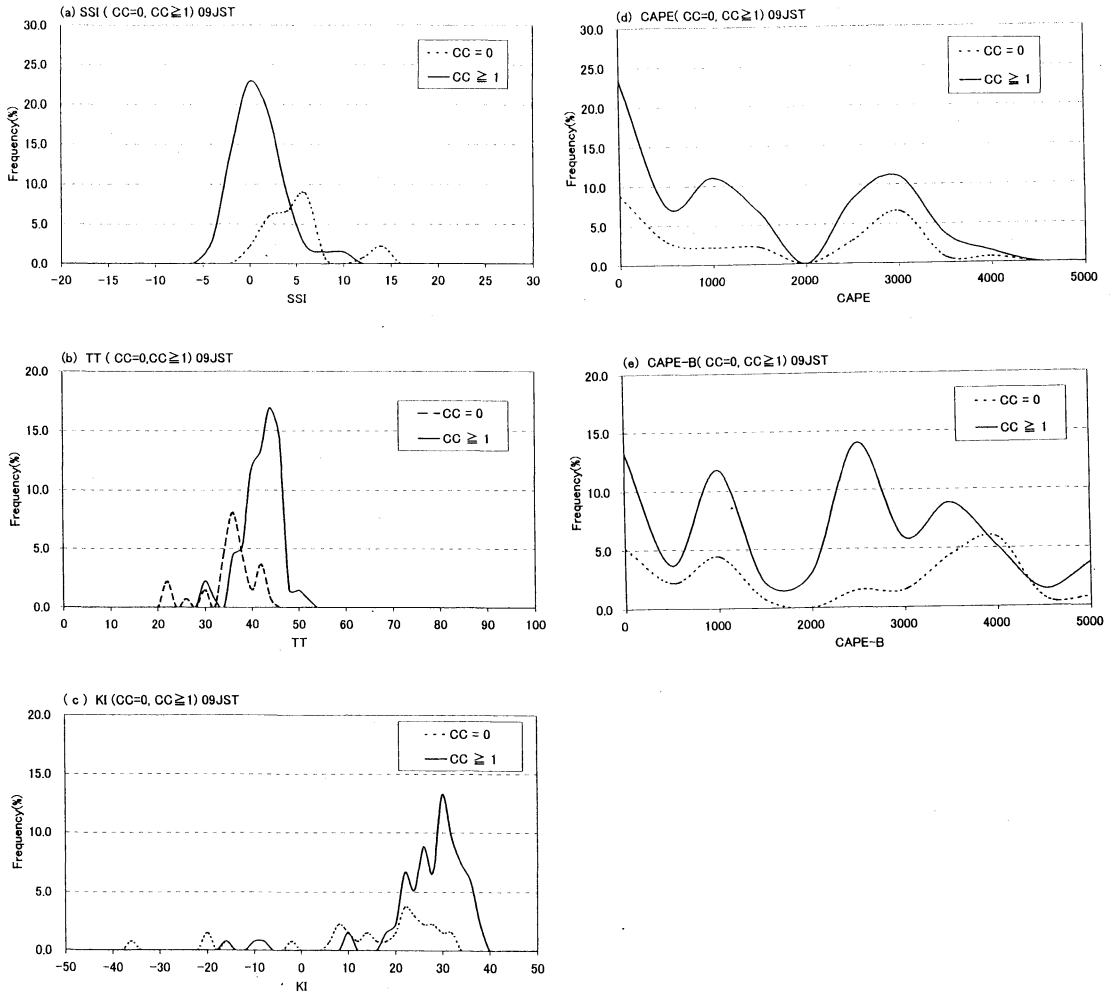 (a) SSI ( CC=0, CC≧1) 09JST
30.0
25.0
20.0
15.0
10.0
5.0
0.0
Frequency(%)
CC = 0
CC ≧ 1
-20 -15 -10 -5 0 5 10 15 20 25 30
SSI
(b) TT ( CC=0,CC≧1) 09JST
20.0
15.0
10.0
5.0
0.0
Frequency(%)
CC = 0
CC ≧ 1
0 10 20 30 40 50 60 70 80 90 100
TT
( c ) KI (CC=0, CC≧1) 09JST
20.0
15.0
10.0
5.0
0.0
Frequency(%)
CC = 0
CC ≧ 1
-50 -40 -30 -20 -10 0 10 20 30 40 50
KI
(d) CAPE( CC=0, CC≧1) 09JST
30.0
25.0
20.0
15.0
10.0
5.0
0.0
Frequency(%)
CC = 0
CC ≧ 1
0 1000 2000 3000 4000 5000
CAPE
(e) CAPE-B( CC=0, CC≧1) 09JST
20.0
15.0
10.0
5.0
0.0
Frequency(%)
CC = 0
CC ≧ 1
0 1000 2000 3000 4000 5000
CAPE-B